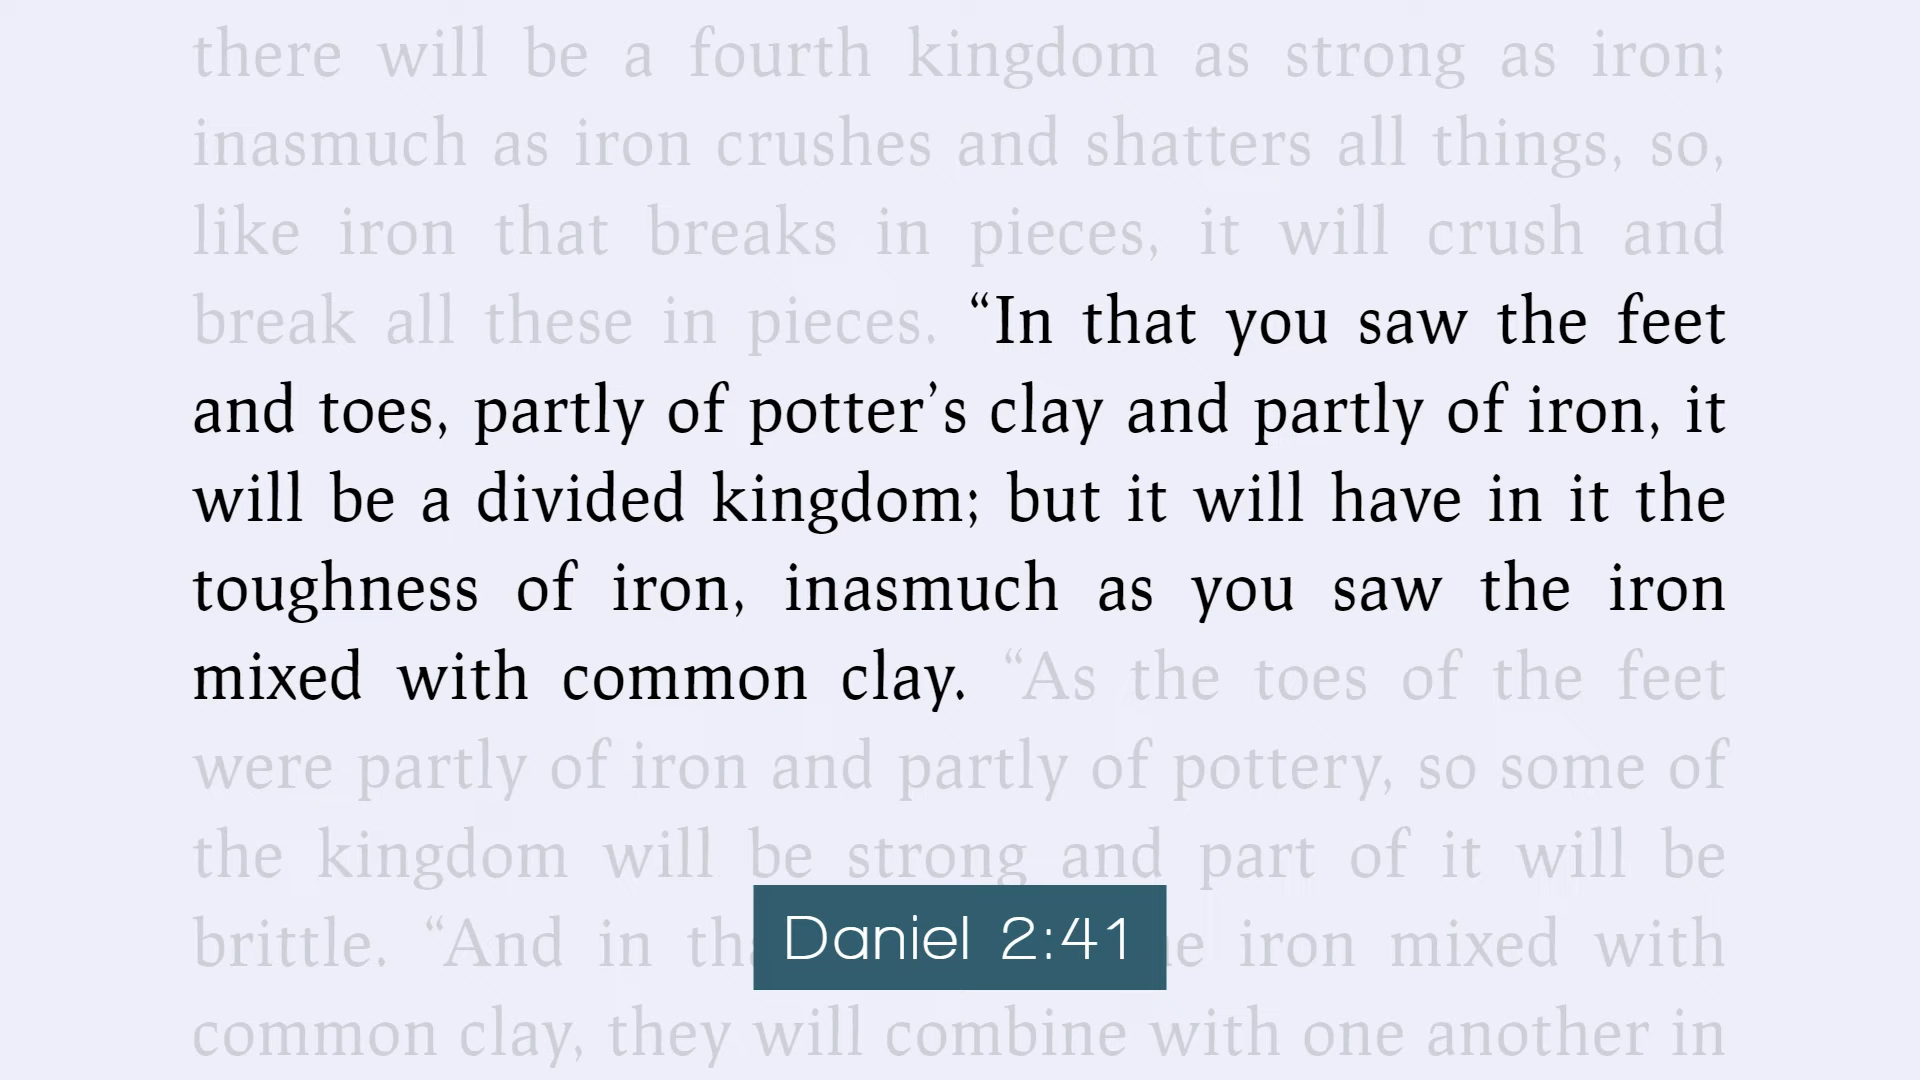 there will be a fourth kingdom as strong as iron;
inasmuch as iron crushes and shatters all things, so,
like iron that breaks in pieces, it will crush and
break all these in pieces. “In that you saw the feet
and toes, partly of potter’s clay and partly of iron, it
will be a divided kingdom; but it will have in it the
toughness of iron, inasmuch as you saw the iron
mixed with common clay. “As the toes of the feet
were partly of iron and partly of pottery, so some of
the kingdom will be strong and part of it will be
brittle. “And in iron mixed with
Daniel 2:41
common clay, they will combine with one another in